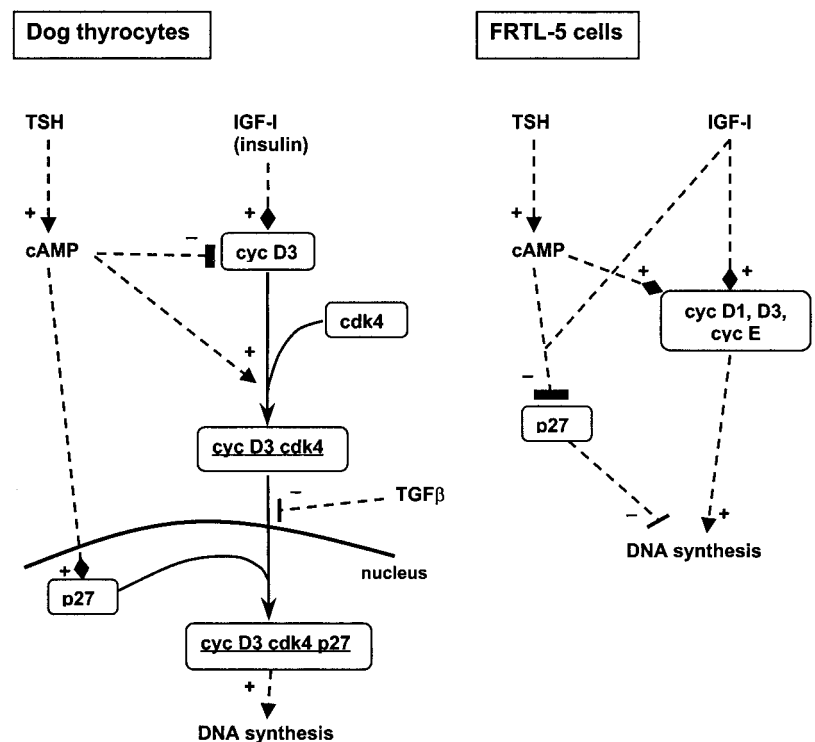 Dog thyrocytes
TSH
IGF-I
(insulin)
+
+
cAMP
−
cyc D3
cdk4
+
cyc D3 cdk4
−
TGFβ
nucleus
+
p27
cyc D3 cdk4 p27
+
DNA synthesis
FRTL-5 cells
TSH
IGF-I
+
cAMP
+
+
cyc D1, D3,
cyc E
−
p27
−
+
DNA synthesis